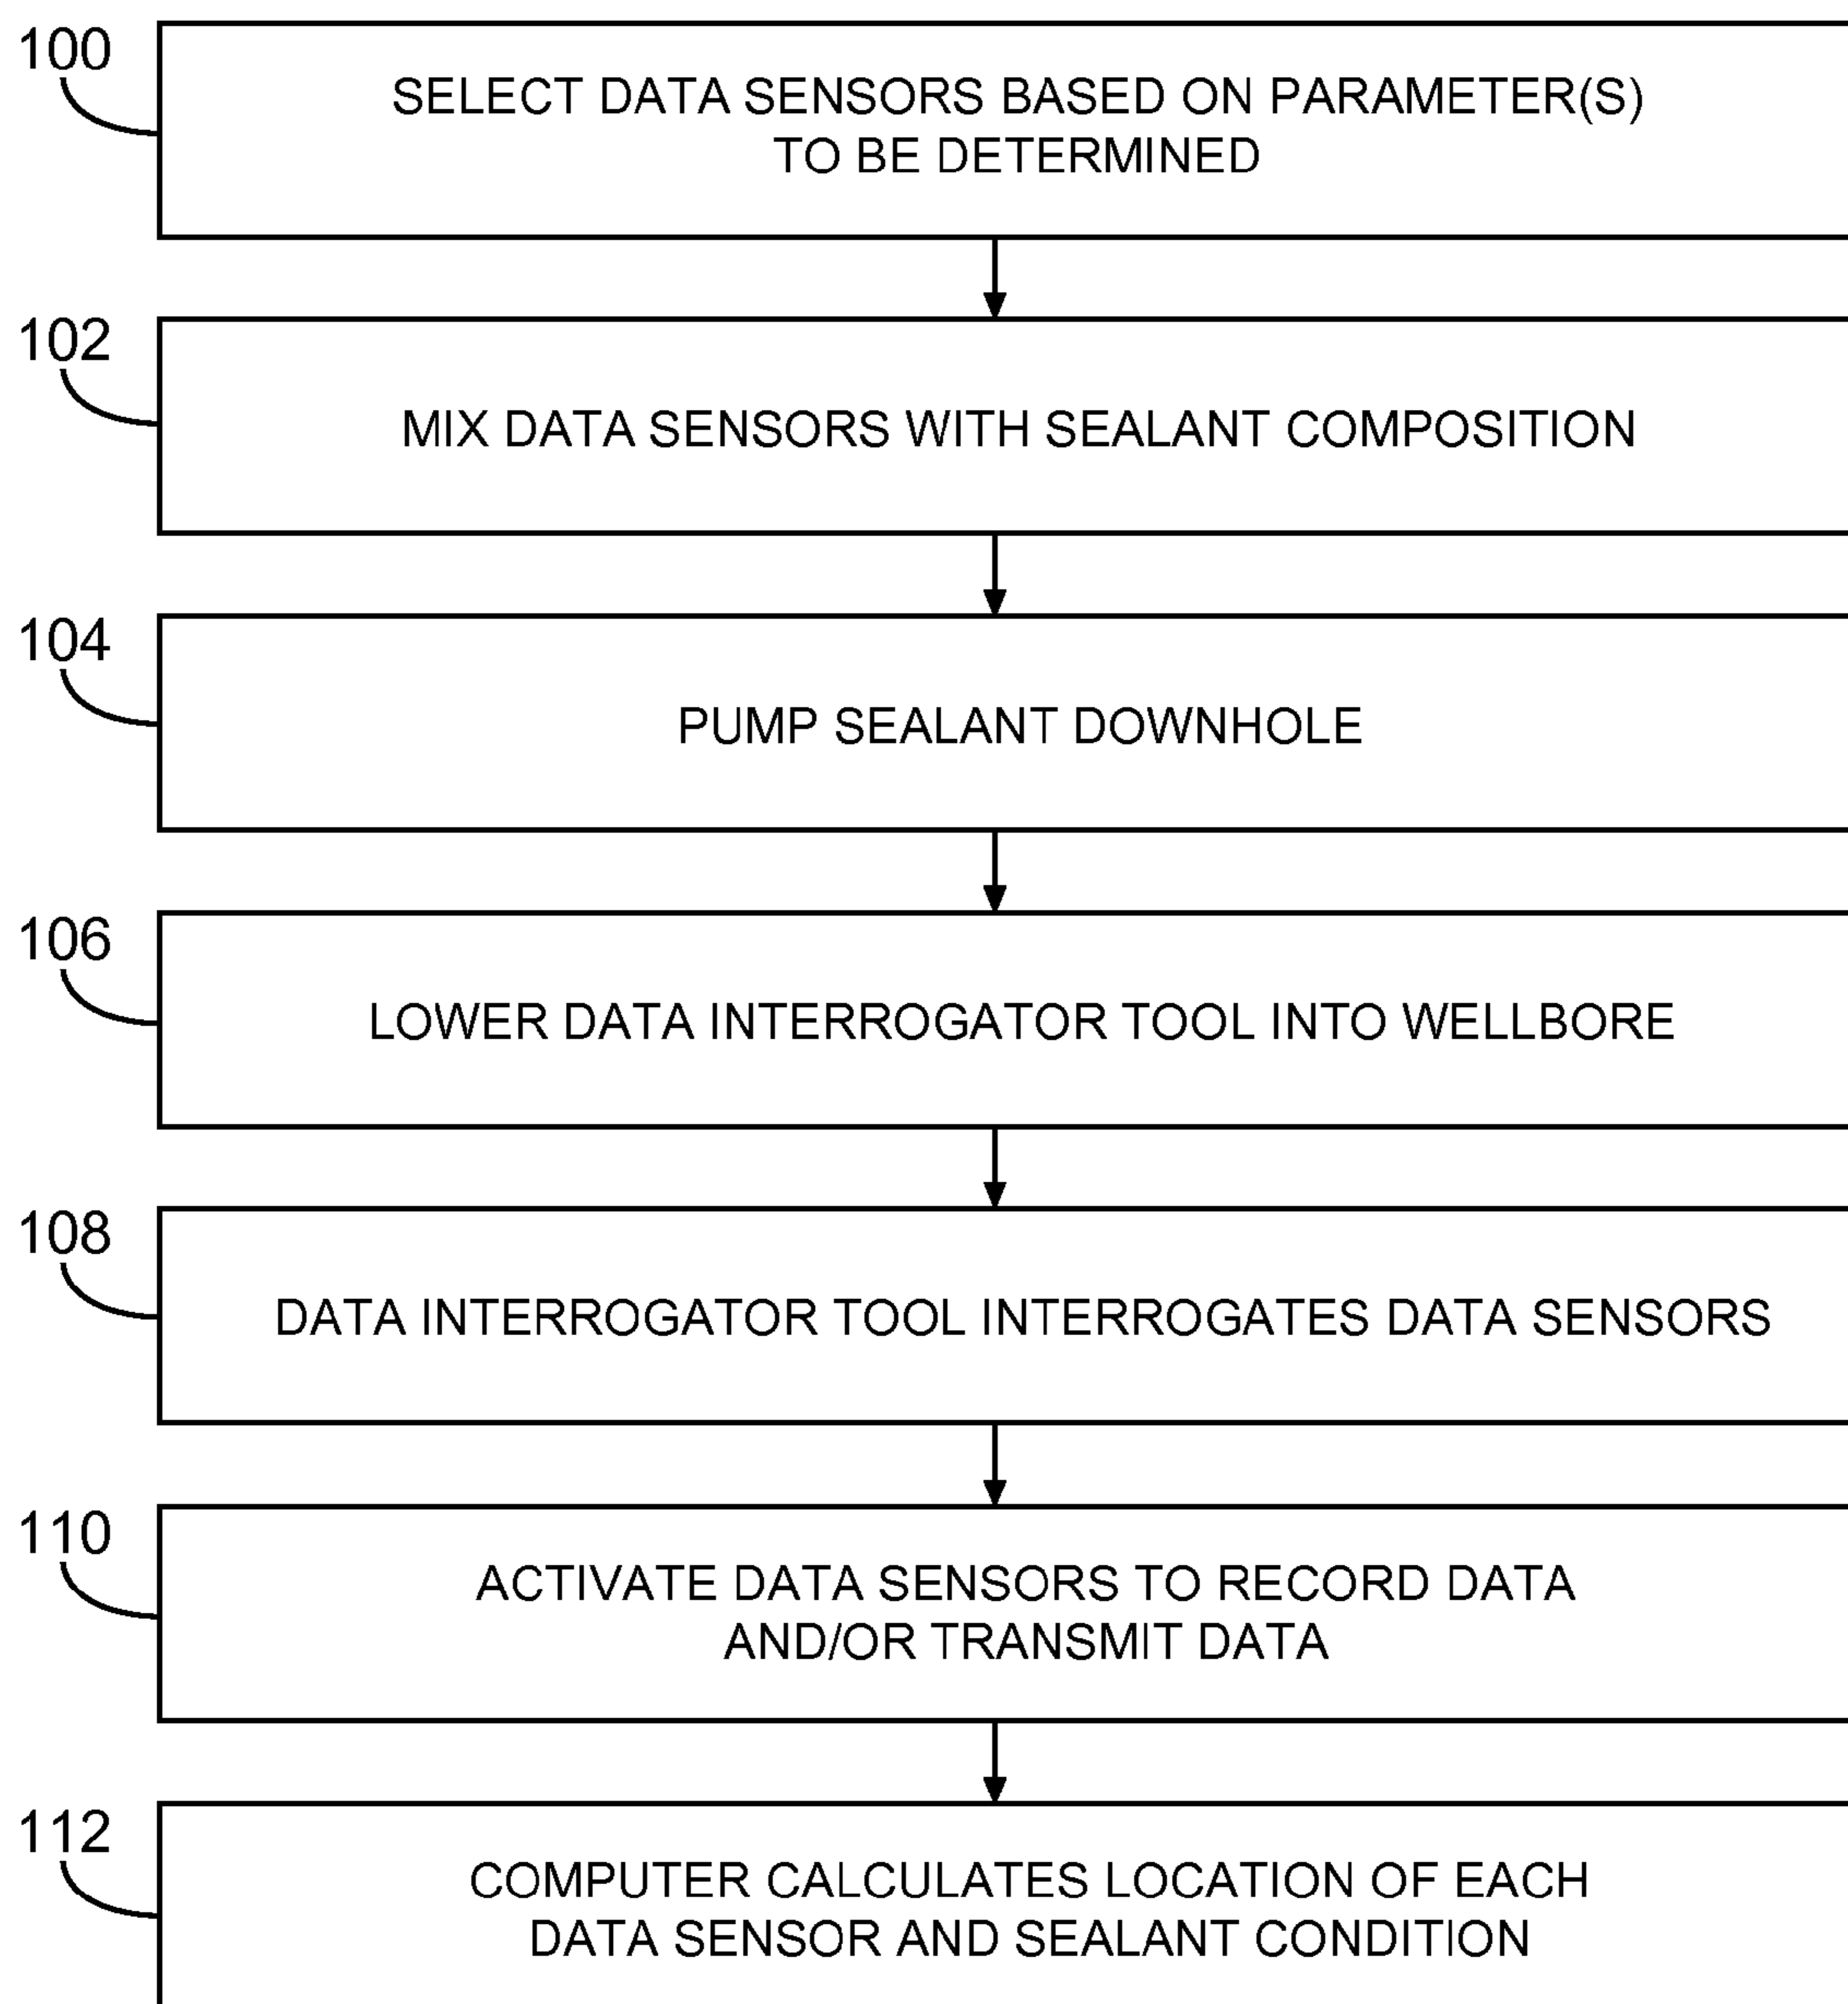 100
SELECT DATA SENSORS BASED ON PARAMETER(S)
TO BE DETERMINED
102
MIX DATA SENSORS WITH SEALANT COMPOSITION
104
PUMP SEALANT DOWNHOLE
106
LOWER DATA INTERROGATOR TOOL INTO WELLBORE
108
DATA INTERROGATOR TOOL INTERROGATES DATA SENSORS
110
ACTIVATE DATA SENSORS TO RECORD DATA
AND/OR TRANSMIT DATA
112
COMPUTER CALCULATES LOCATION OF EACH
DATA SENSOR AND SEALANT CONDITION